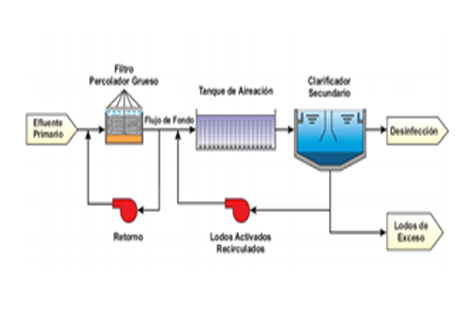 Filtro
Percolador Grueso
Tanque de Aireación
Clarificador
Secundario
Efluente
Primario
Flujo de Fondo
Desinfección
Retorno
Lodos Activados
Recirculados
Lodos de
Exceso